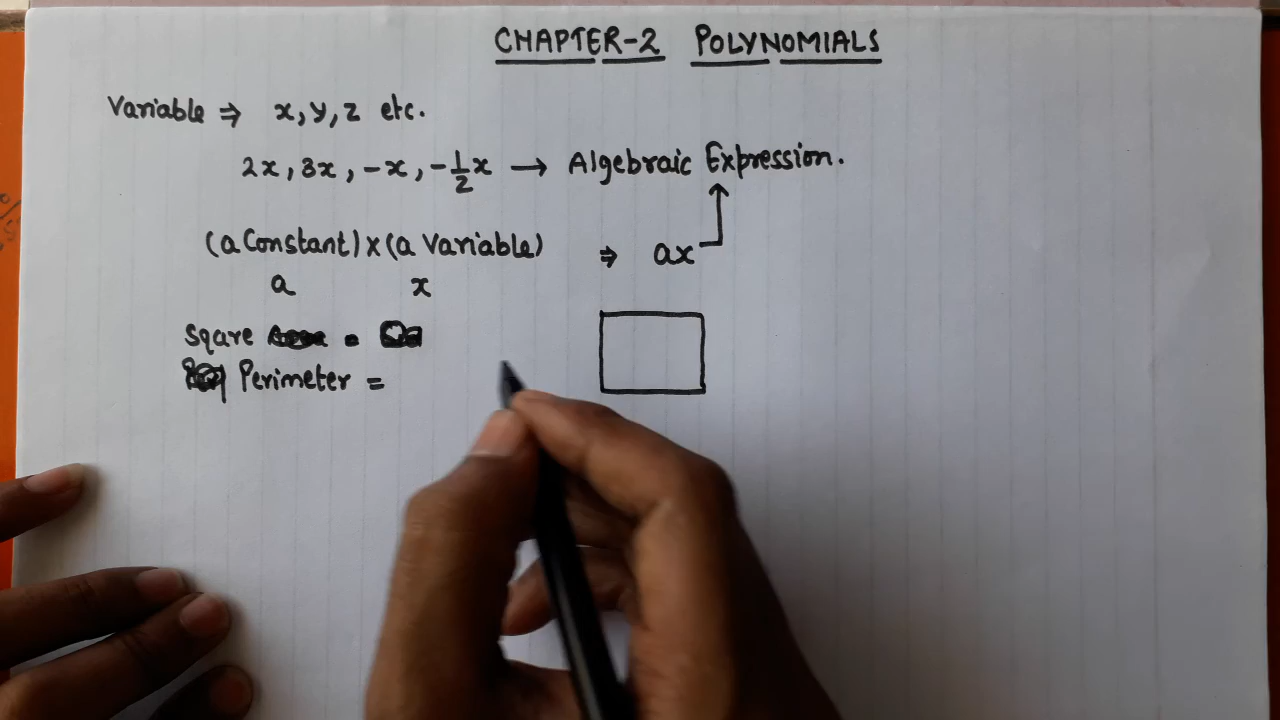 CHAPTER-2 POLYNOMIALS
Variable ⇒ x, y, z etc.
2x, 3x, -x, -1/2x → Algebraic Expression.
(a Constant) x (a Variable) ⇒ ax
a x
Sqare =
Perimeter =